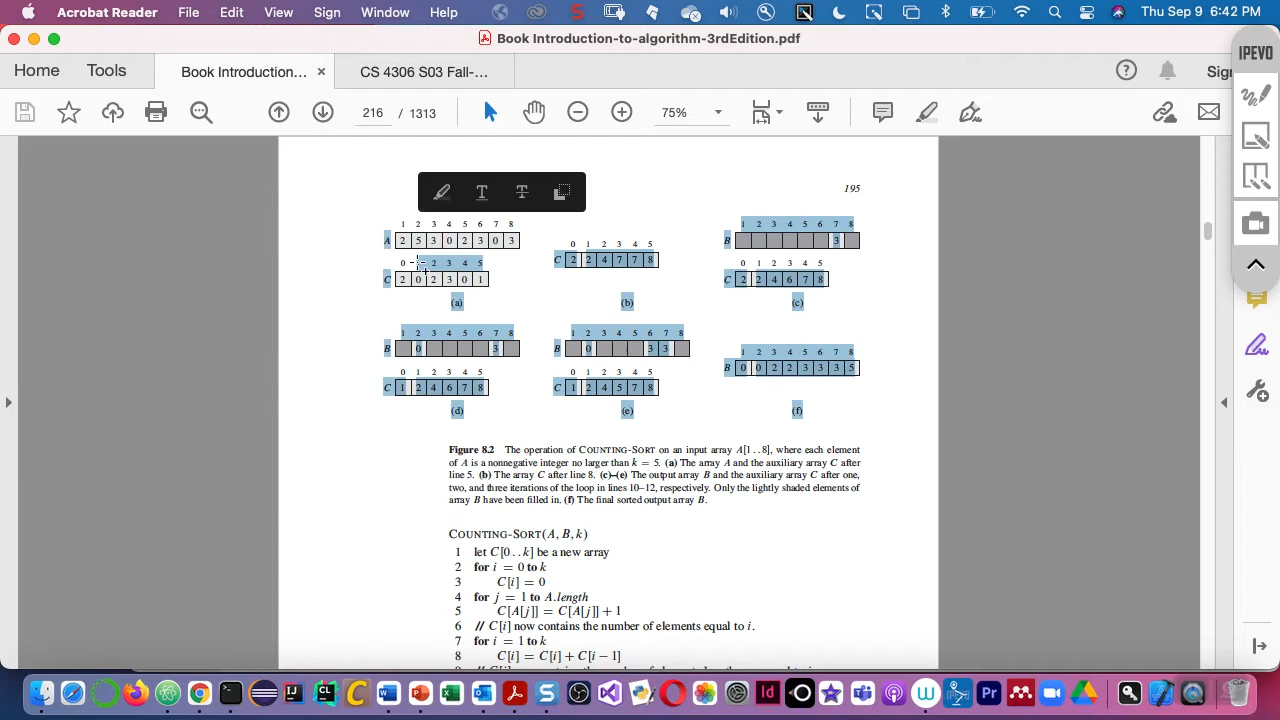 Acrobat Reader File Edit View Sign Window Help Thu Sep 9 6:42 PM
Book Introduction-to-algorithm-3rdEdition.pdf
Home Tools Book Introduction... × CS 4306 S03 Fall-... Sign
216 / 1313 75%
IPEVO
195
1 2 3 4 5 6 7 8
A 2 5 3 0 2 3 0 3
0 2 3 4 5
C 2 0 2 3 0 1
(a)
0 1 2 3 4 5
C 2 2 4 7 7 8
(b)
1 2 3 4 5 6 7 8
B 3
0 1 2 3 4 5
C 2 2 4 6 7 8
(c)
1 2 3 4 5 6 7 8
B 0 3
0 1 2 3 4 5
C 1 2 4 6 7 8
(d)
1 2 3 4 5 6 7 8
B 0 3 3
0 1 2 3 4 5
C 1 2 4 5 7 8
(e)
1 2 3 4 5 6 7 8
B 0 0 2 2 3 3 3 5
(f)
Figure 8.2 The operation of COUNTING-SORT on an input array A[1..8], where each element
of A is a nonnegative integer no larger than k = 5. (a) The array A and the auxiliary array C after
line 5. (b) The array C after line 8. (c)–(e) The output array B and the auxiliary array C after one,
two, and three iterations of the loop in lines 10–12, respectively. Only the lightly shaded elements of
array B have been filled in. (f) The final sorted output array B.
COUNTING-SORT(A, B, k)
1 let C[0..k] be a new array
2 for i = 0 to k
3 C[i] = 0
4 for j = 1 to A.length
5 C[A[j]] = C[A[j]] + 1
6 // C[i] now contains the number of elements equal to i.
7 for i = 1 to k
8 C[i] = C[i] + C[i − 1]